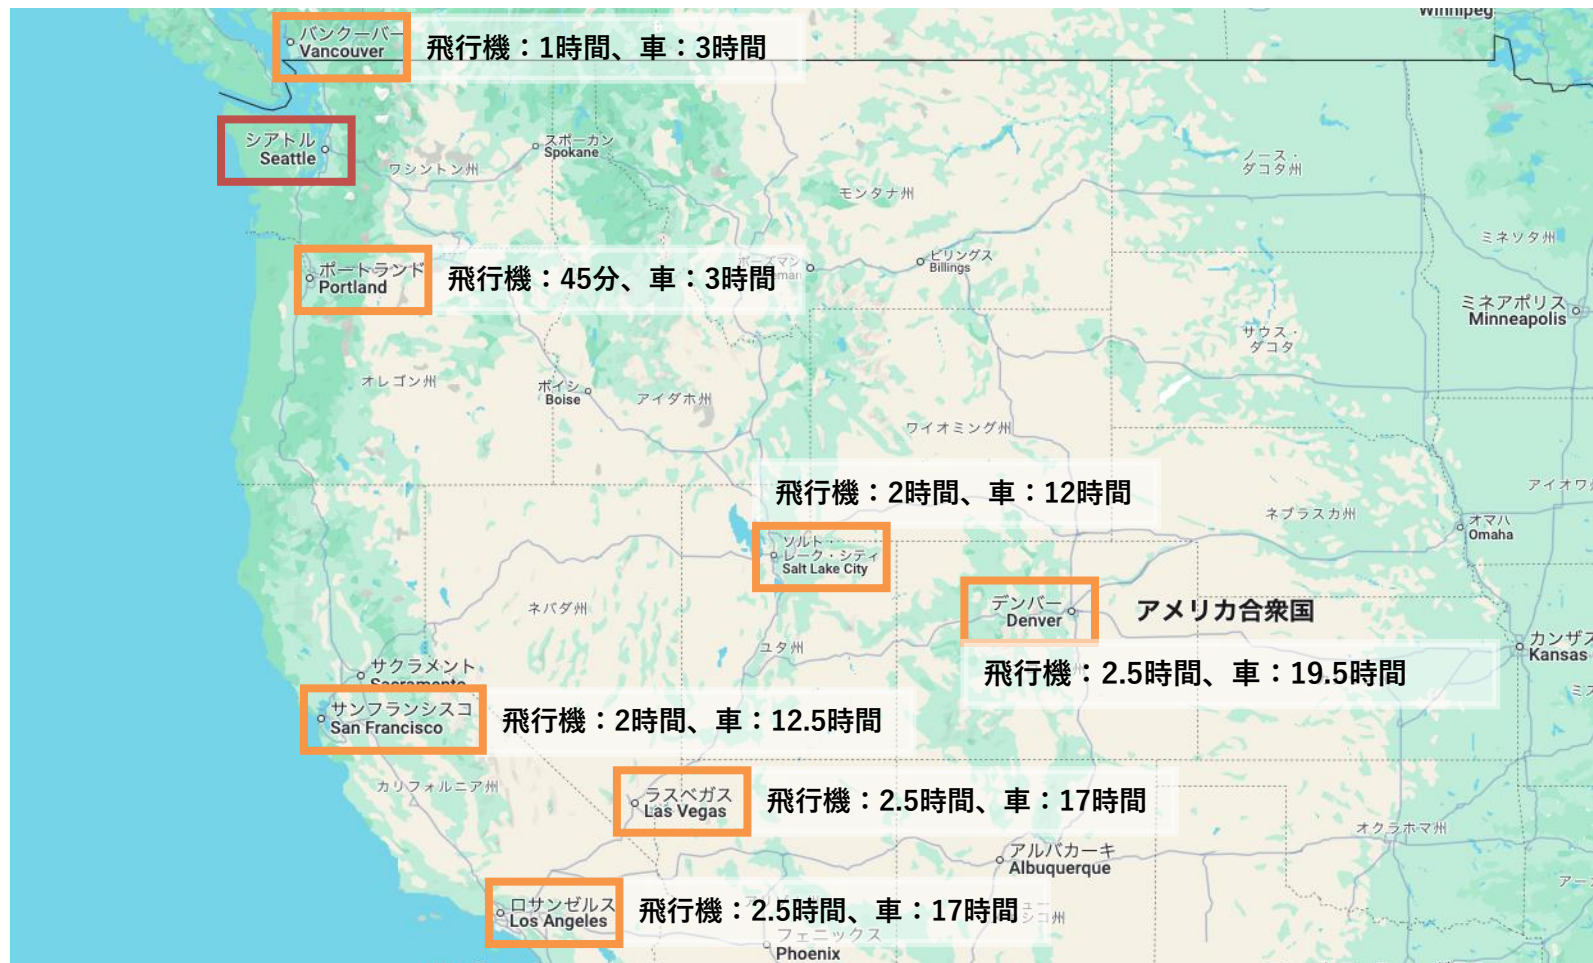 Winnipeg
バンクーバー
Vancouver
飛行機：1時間、車：3時間
シアトル
Seattle
スポーカン
Spokane
ワシントン州
ノース・
ダコタ州
モンタナ州
ミネソタ州
ポートランド
Portland
飛行機：45分、車：3時間
ボーズマン
eman
ビリングス
Billings
ミネアポリス
Minneapolis
サウス・
ダコタ
オレゴン州
ボイシ
Boise
アイダホ州
ワイオミング州
飛行機：2時間、車：12時間
アイオワ
ネブラスカ州
オマハ
Omaha
ソルト・
レーク・シティ
Salt Lake City
ネバダ州
デンバー
Denver
アメリカ合衆国
ユタ州
カンザス
Kansas
飛行機：2.5時間、車：19.5時間
サクラメント
Sacramento
サンフランシスコ
San Francisco
飛行機：2時間、車：12.5時間
カリフォルニア州
ラスベガス
Las Vegas
飛行機：2.5時間、車：17時間
オクラホマ州
アルバカーキ
Albuquerque
ロサンゼルス
Los Angeles
飛行機：2.5時間、車：17時間
州
フェニックス
Phoenix